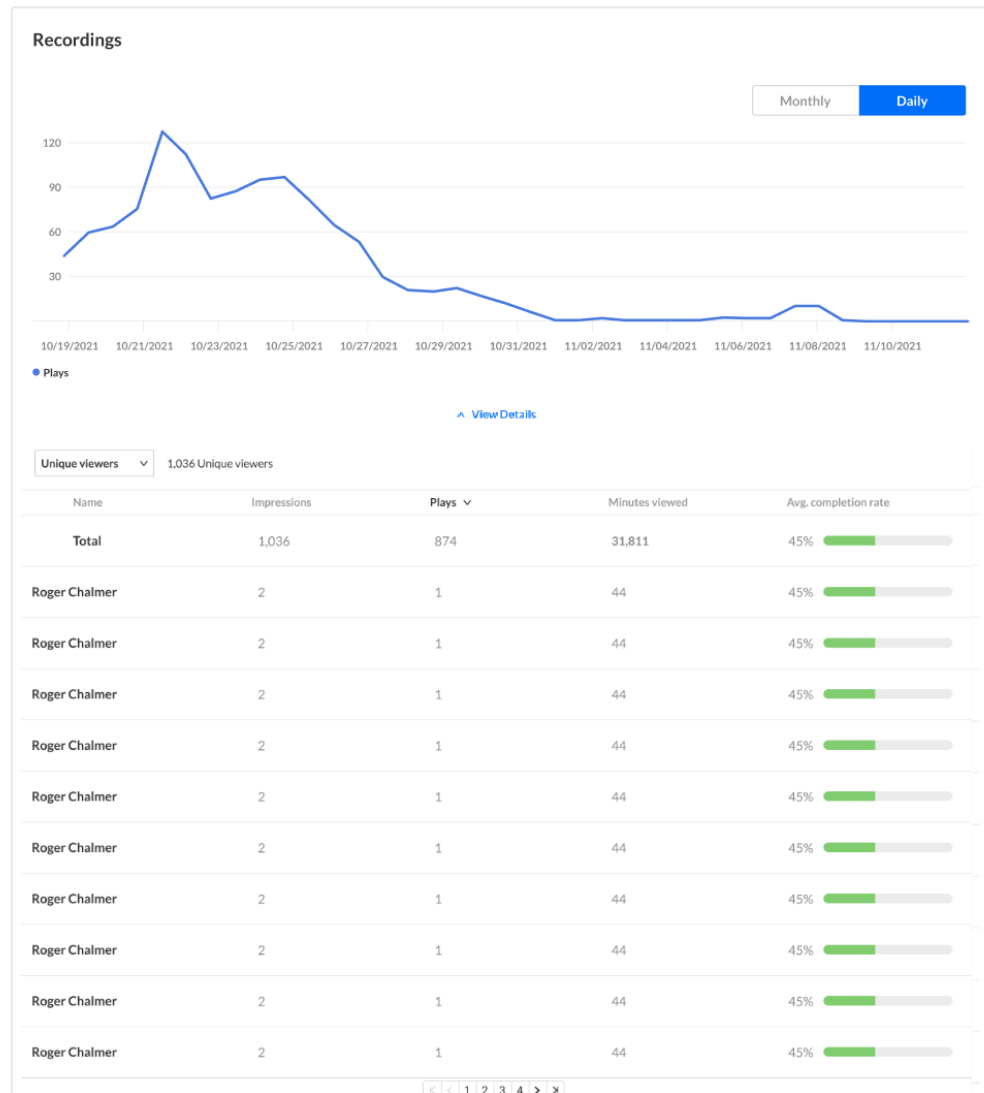 Recordings
Monthly Daily
120
90
60
30
10/19/2021 10/21/2021 10/23/2021 10/25/2021 10/27/2021 10/29/2021 10/31/2021 11/02/2021 11/04/2021 11/06/2021 11/08/2021 11/10/2021
Plays
View Details
Unique viewers 1,036 Unique viewers
Name Impressions Plays Minutes viewed Avg. completion rate
Total 1,036 874 31,811 45%
Roger Chalmer 2 1 44 45%
Roger Chalmer 2 1 44 45%
Roger Chalmer 2 1 44 45%
Roger Chalmer 2 1 44 45%
Roger Chalmer 2 1 44 45%
Roger Chalmer 2 1 44 45%
Roger Chalmer 2 1 44 45%
Roger Chalmer 2 1 44 45%
Roger Chalmer 2 1 44 45%
Roger Chalmer 2 1 44 45%
1 2 3 4